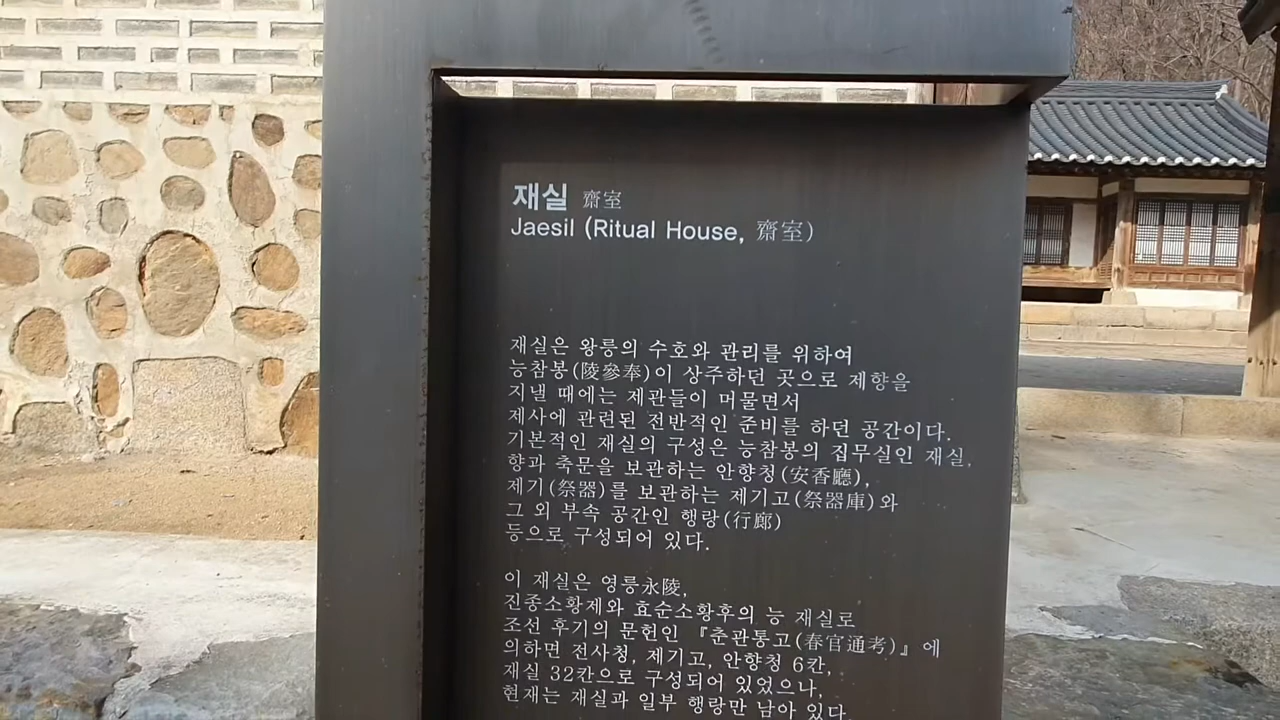 재실 齋室
Jaesil (Ritual House, 齋室)
재실은 왕릉의 수호와 관리를 위하여
능참봉(陵參奉)이 상주하던 곳으로 제향을
지낼 때에는 제관들이 머물면서
제사에 관련된 전반적인 준비를 하던 공간이다.
기본적인 재실의 구성은 능참봉의 집무실인 재실,
향과 축문을 보관하는 안향청(安香廳),
제기(祭器)를 보관하는 제기고(祭器庫)와
그 외 부속 공간인 행랑(行廊)
등으로 구성되어 있다.
이 재실은 영릉永陵,
진종소황제와 효순소황후의 능 재실로
조선 후기의 문헌인 『춘관통고(春官通考)』에
의하면 전사청, 제기고, 안향청 6칸,
재실 32칸으로 구성되어 있었으나,
현재는 재실과 일부 행랑만 남아 있다.